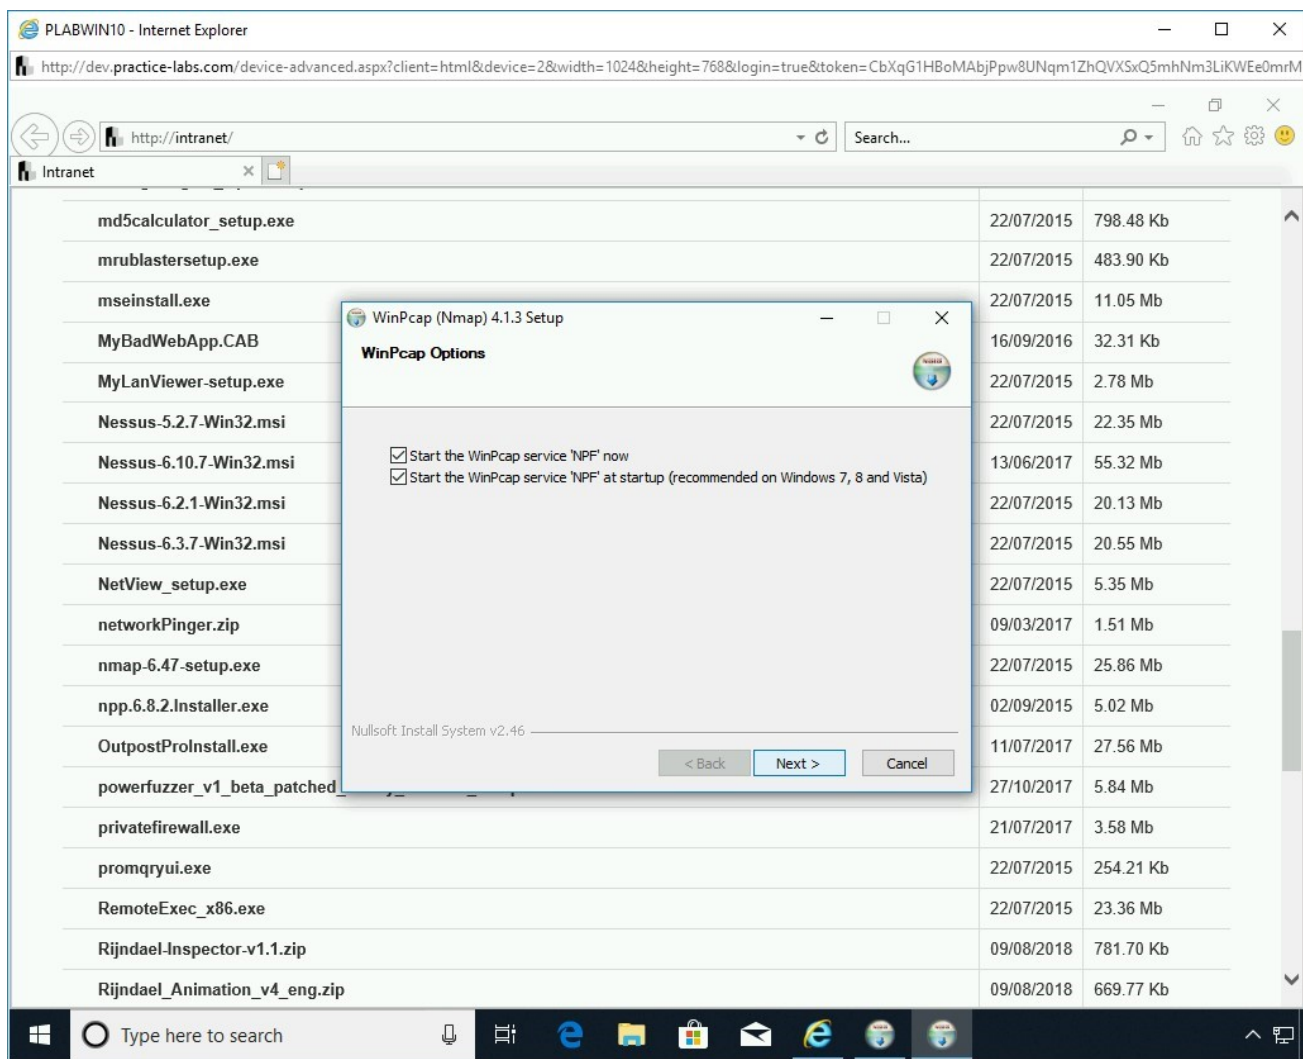 PLABWIN10 - Internet Explorer
http://dev.practice-labs.com/device-advanced.aspx?client=html&device=2&width=1024&height=768&login=true&token=CbXqG1HBoMAbjPpw8UNqm1ZhQVXSxQ5mhNm3LiKWEe0mrM
http://intranet/
Search...
Intranet
md5calculator_setup.exe 22/07/2015 798.48 Kb
mrublastersetup.exe 22/07/2015 483.90 Kb
mseinstall.exe 22/07/2015 11.05 Mb
WinPcap (Nmap) 4.1.3 Setup
MyBadWebApp.CAB 16/09/2016 32.31 Kb
WinPcap Options
MyLanViewer-setup.exe 22/07/2015 2.78 Mb
Nessus-5.2.7-Win32.msi 22/07/2015 22.35 Mb
Start the WinPcap service 'NPF' now
Nessus-6.10.7-Win32.msi 13/06/2017 55.32 Mb
Start the WinPcap service 'NPF' at startup (recommended on Windows 7, 8 and Vista)
Nessus-6.2.1-Win32.msi 22/07/2015 20.13 Mb
Nessus-6.3.7-Win32.msi 22/07/2015 20.55 Mb
NetView_setup.exe 22/07/2015 5.35 Mb
networkPinger.zip 09/03/2017 1.51 Mb
nmap-6.47-setup.exe 22/07/2015 25.86 Mb
npp.6.8.2.Installer.exe 02/09/2015 5.02 Mb
Nullsoft Install System v2.46
OutpostProInstall.exe 11/07/2017 27.56 Mb
< Back Next > Cancel
powerfuzzer_v1_beta_patched 27/10/2017 5.84 Mb
privatefirewall.exe 21/07/2017 3.58 Mb
promqryui.exe 22/07/2015 254.21 Kb
RemoteExec_x86.exe 22/07/2015 23.36 Mb
Rijndael-Inspector-v1.1.zip 09/08/2018 781.70 Kb
Rijndael_Animation_v4_eng.zip 09/08/2018 669.77 Kb
Type here to search